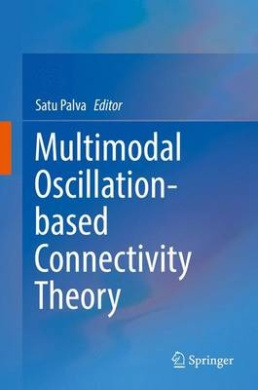 Satu Palva Editor
Multimodal
Oscillation-
based
Connectivity
Theory
Springer